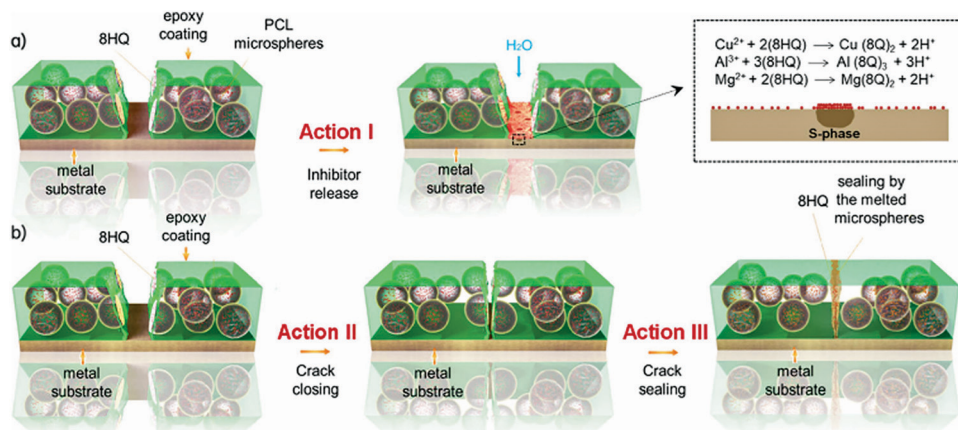 a)
8HQ
epoxy
coating
PCL
microspheres
metal
substrate
Action I
Inhibitor
release
H₂O
metal
substrate
Cu²⁺ + 2(8HQ) → Cu (8Q)₂ + 2H⁺
Al³⁺ + 3(8HQ) → Al (8Q)₃ + 3H⁺
Mg²⁺ + 2(8HQ) → Mg(8Q)₂ + 2H⁺
S-phase
b)
8HQ
epoxy
coating
metal
substrate
Action II
Crack
closing
metal
substrate
Action III
Crack
sealing
8HQ
sealing by
the melted
microspheres
metal
substrate